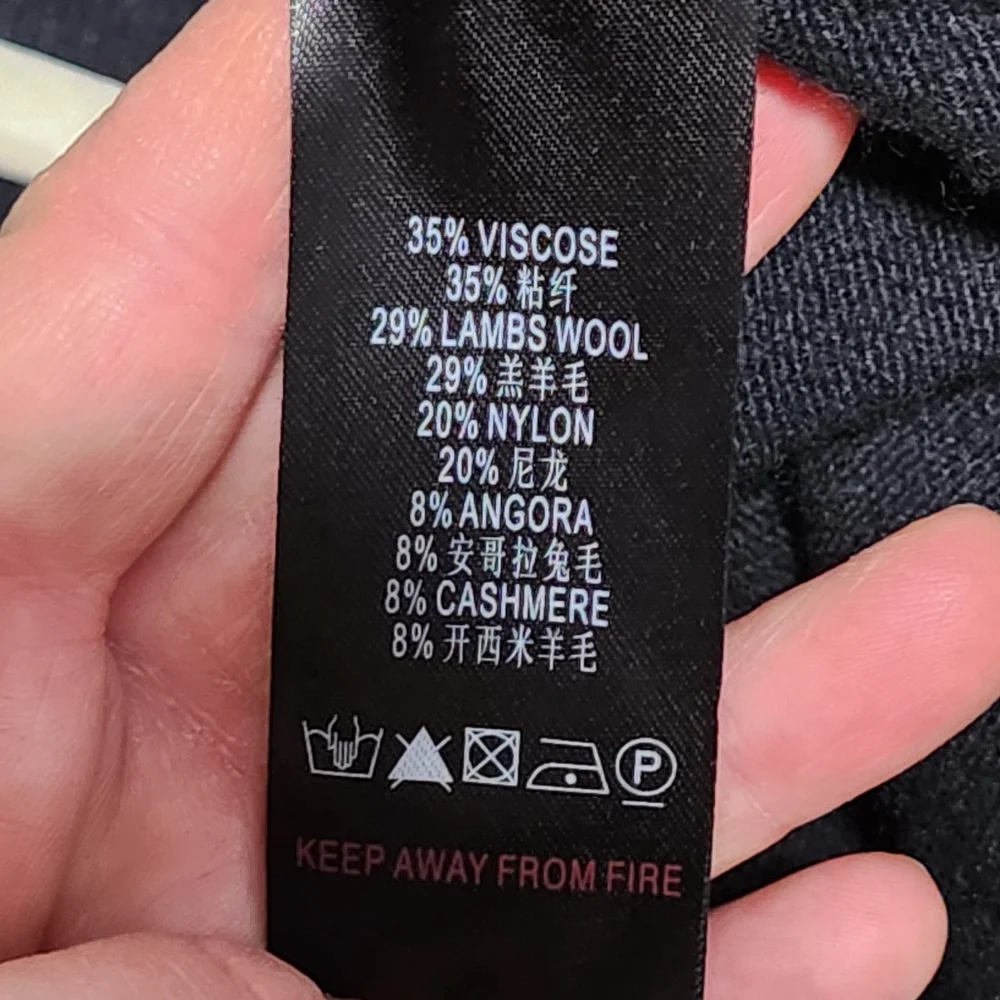 35% VISCOSE
35% 粘纤
29% LAMBS WOOL
29% 羔羊毛
20% NYLON
20% 尼龙
8% ANGORA
8% 安哥拉兔毛
8% CASHMERE
8% 开西米羊毛
P
KEEP AWAY FROM FIRE